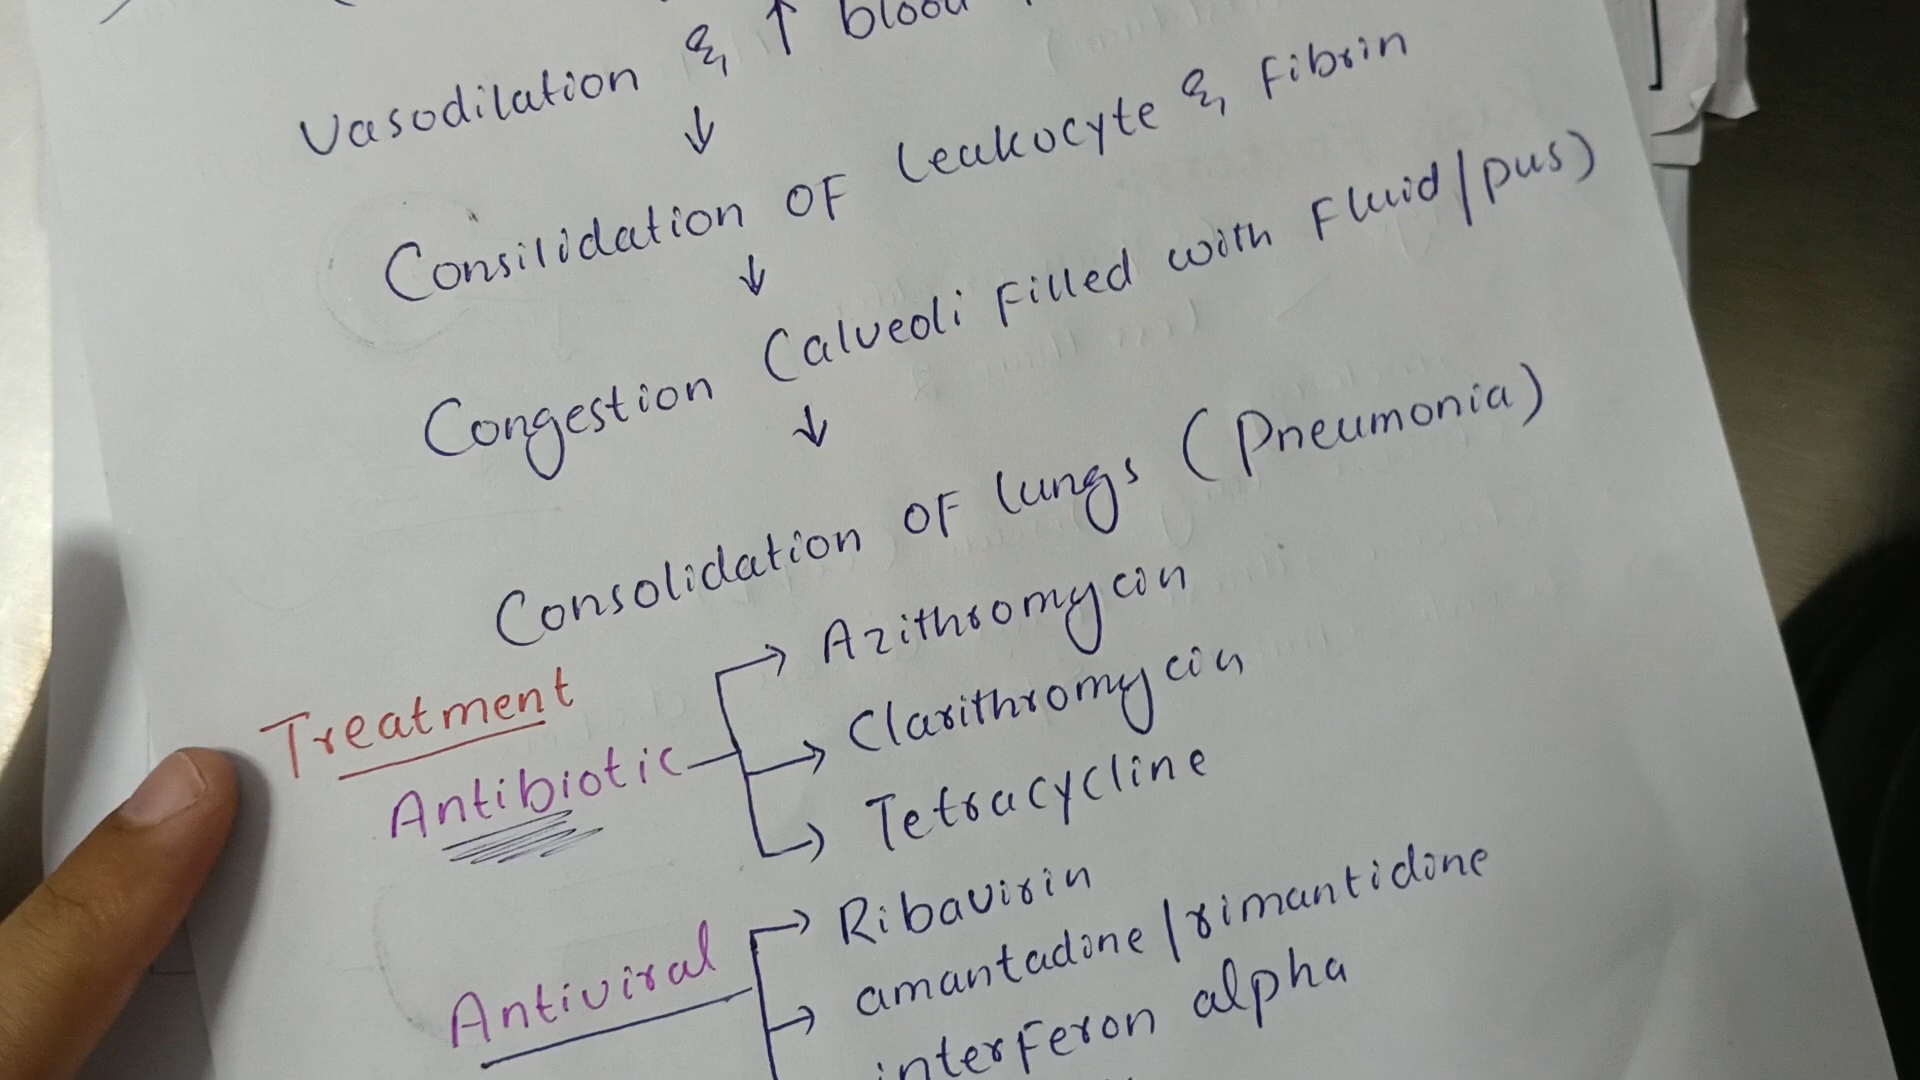 Vasodilation & ↑ blood
↓
Consilidation OF leukocyte & Fibrin
↓
Congestion (alveoli Filled with Fluid/pus)
↓
Consolidation OF lungs (Pneumonia)
Treatment
Antibiotic → Azithromycin
→ Clarithromycin
→ Tetracycline
Antiviral → Ribavirin
→ amantadine/rimantidine
interferon alpha